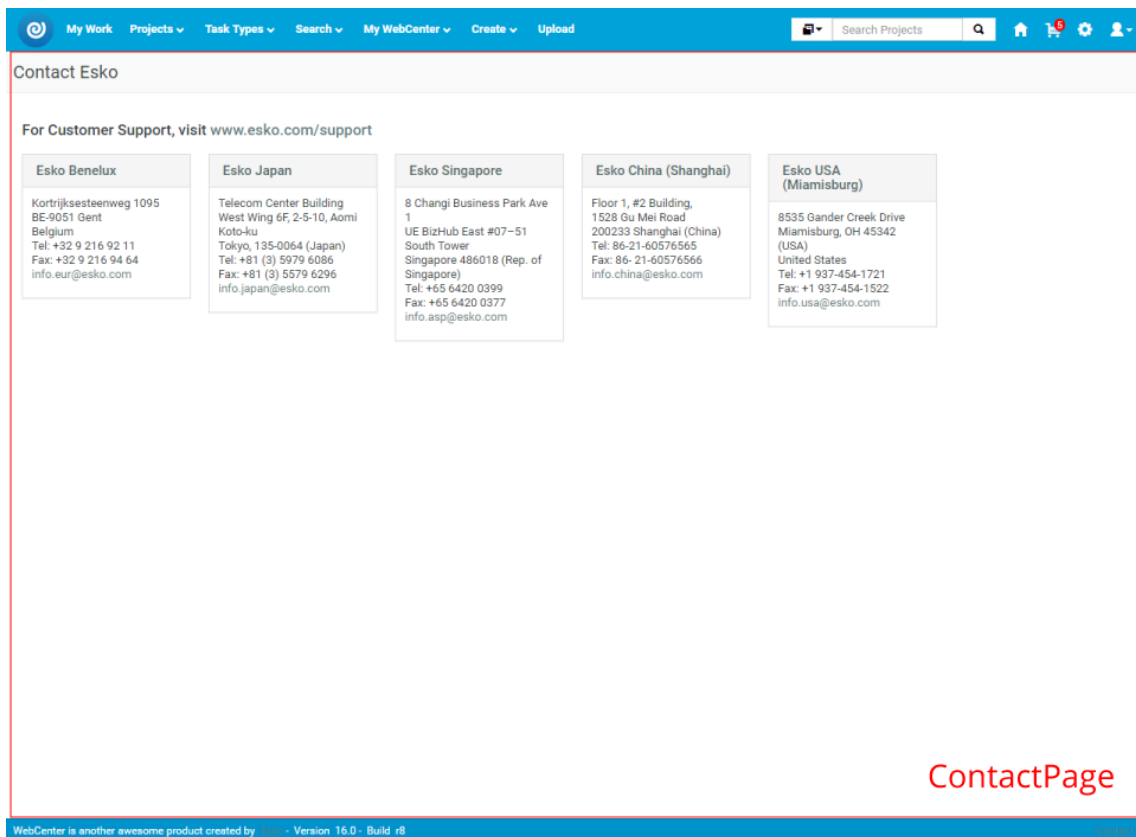 My Work Projects Task Types Search My WebCenter Create Upload Search Projects 5
Contact Esko
For Customer Support, visit www.esko.com/support
Esko Benelux
Kortrijksesteenweg 1095
BE-9051 Gent
Belgium
Tel: +32 9 216 92 11
Fax: +32 9 216 94 64
info.eur@esko.com
Esko Japan
Telecom Center Building
West Wing 6F, 2-5-10, Aomi
Koto-ku
Tokyo, 135-0064 (Japan)
Tel: +81 (3) 5979 6086
Fax: +81 (3) 5579 6296
info.japan@esko.com
Esko Singapore
8 Changi Business Park Ave
1
UE BizHub East #07–51
South Tower
Singapore 486018 (Rep. of
Singapore)
Tel: +65 6420 0399
Fax: +65 6420 0377
info.asp@esko.com
Esko China (Shanghai)
Floor 1, #2 Building,
1528 Gu Mei Road
200233 Shanghai (China)
Tel: 86-21-60576565
Fax: 86- 21-60576566
info.china@esko.com
Esko USA
(Miamisburg)
8535 Gander Creek Drive
Miamisburg, OH 45342
(USA)
United States
Tel: +1 937-454-1721
Fax: +1 937-454-1522
info.usa@esko.com
ContactPage
WebCenter is another awesome product created by - Version 16.0 - Build r8